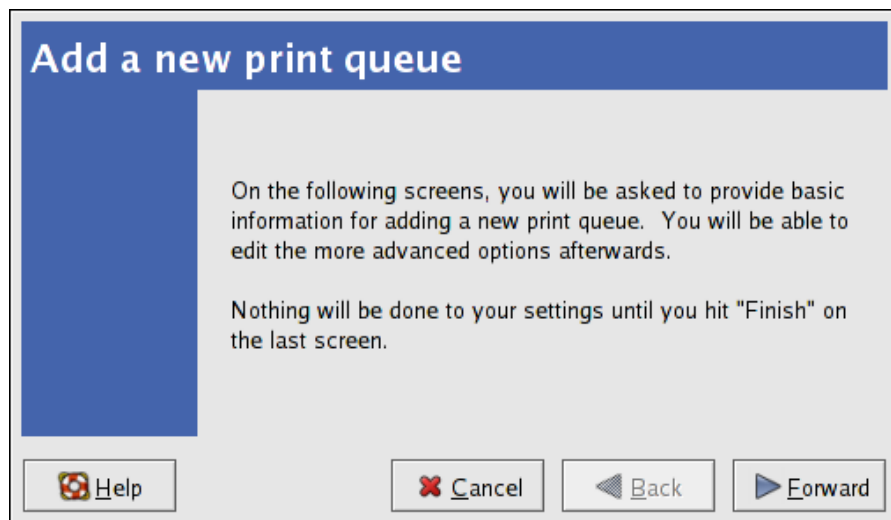 Add a new print queue
On the following screens, you will be asked to provide basic
information for adding a new print queue.  You will be able to
edit the more advanced options afterwards.
Nothing will be done to your settings until you hit "Finish" on
the last screen.
Help
Cancel
Back
Forward